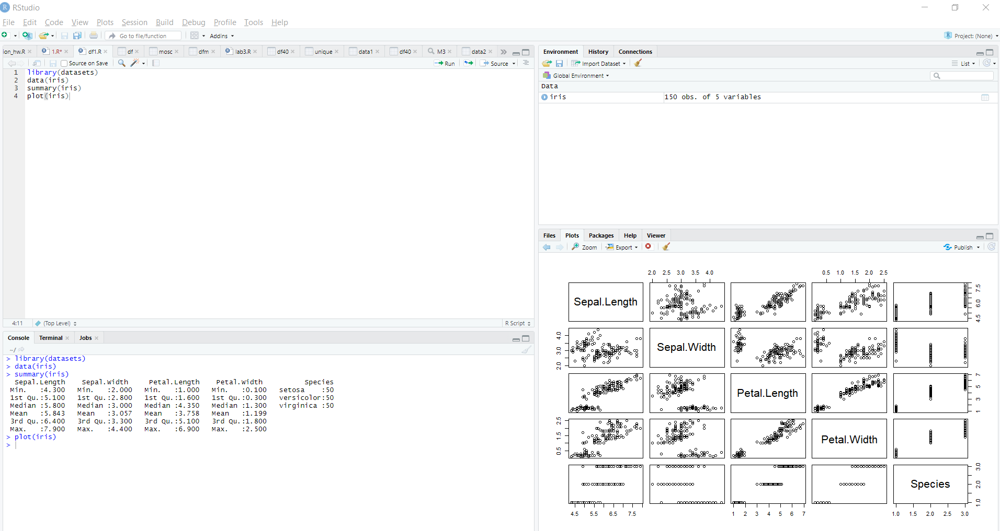 RStudio
File Edit Code View Plots Session Build Debug Profile Tools Help
Go to file/function Addins Project: (None)
ion_hw.R 1.R* df1.R df mosc dfm lab3.R df40 unique data1 df40 M3 data2
Source on Save Run Source
1 library(datasets)
2 data(iris)
3 summary(iris)
4 plot(iris)
4:11 (Top Level) R Script
Console Terminal Jobs
~/
> library(datasets)
> data(iris)
> summary(iris)
Sepal.Length Sepal.Width Petal.Length Petal.Width Species
Min. :4.300 Min. :2.000 Min. :1.000 Min. :0.100 setosa :50
1st Qu.:5.100 1st Qu.:2.800 1st Qu.:1.600 1st Qu.:0.300 versicolor:50
Median :5.800 Median :3.000 Median :4.350 Median :1.300 virginica :50
Mean :5.843 Mean :3.057 Mean :3.758 Mean :1.199
3rd Qu.:6.400 3rd Qu.:3.300 3rd Qu.:5.100 3rd Qu.:1.800
Max. :7.900 Max. :4.400 Max. :6.900 Max. :2.500
> plot(iris)
>
Environment History Connections
Import Dataset List
Global Environment
Data
iris 150 obs. of 5 variables
Files Plots Packages Help Viewer
Zoom Export Publish
2.0 2.5 3.0 3.5 4.0 0.5 1.0 1.5 2.0 2.5
Sepal.Length 4.5 6.0 7.5
2.0 3.0 4.0 Sepal.Width
Petal.Length 1 3 5 7
0.5 1.5 2.5 Petal.Width
Species 1.0 2.0 3.0
4.5 5.5 6.5 7.5 1 2 3 4 5 6 7 1.0 1.5 2.0 2.5 3.0